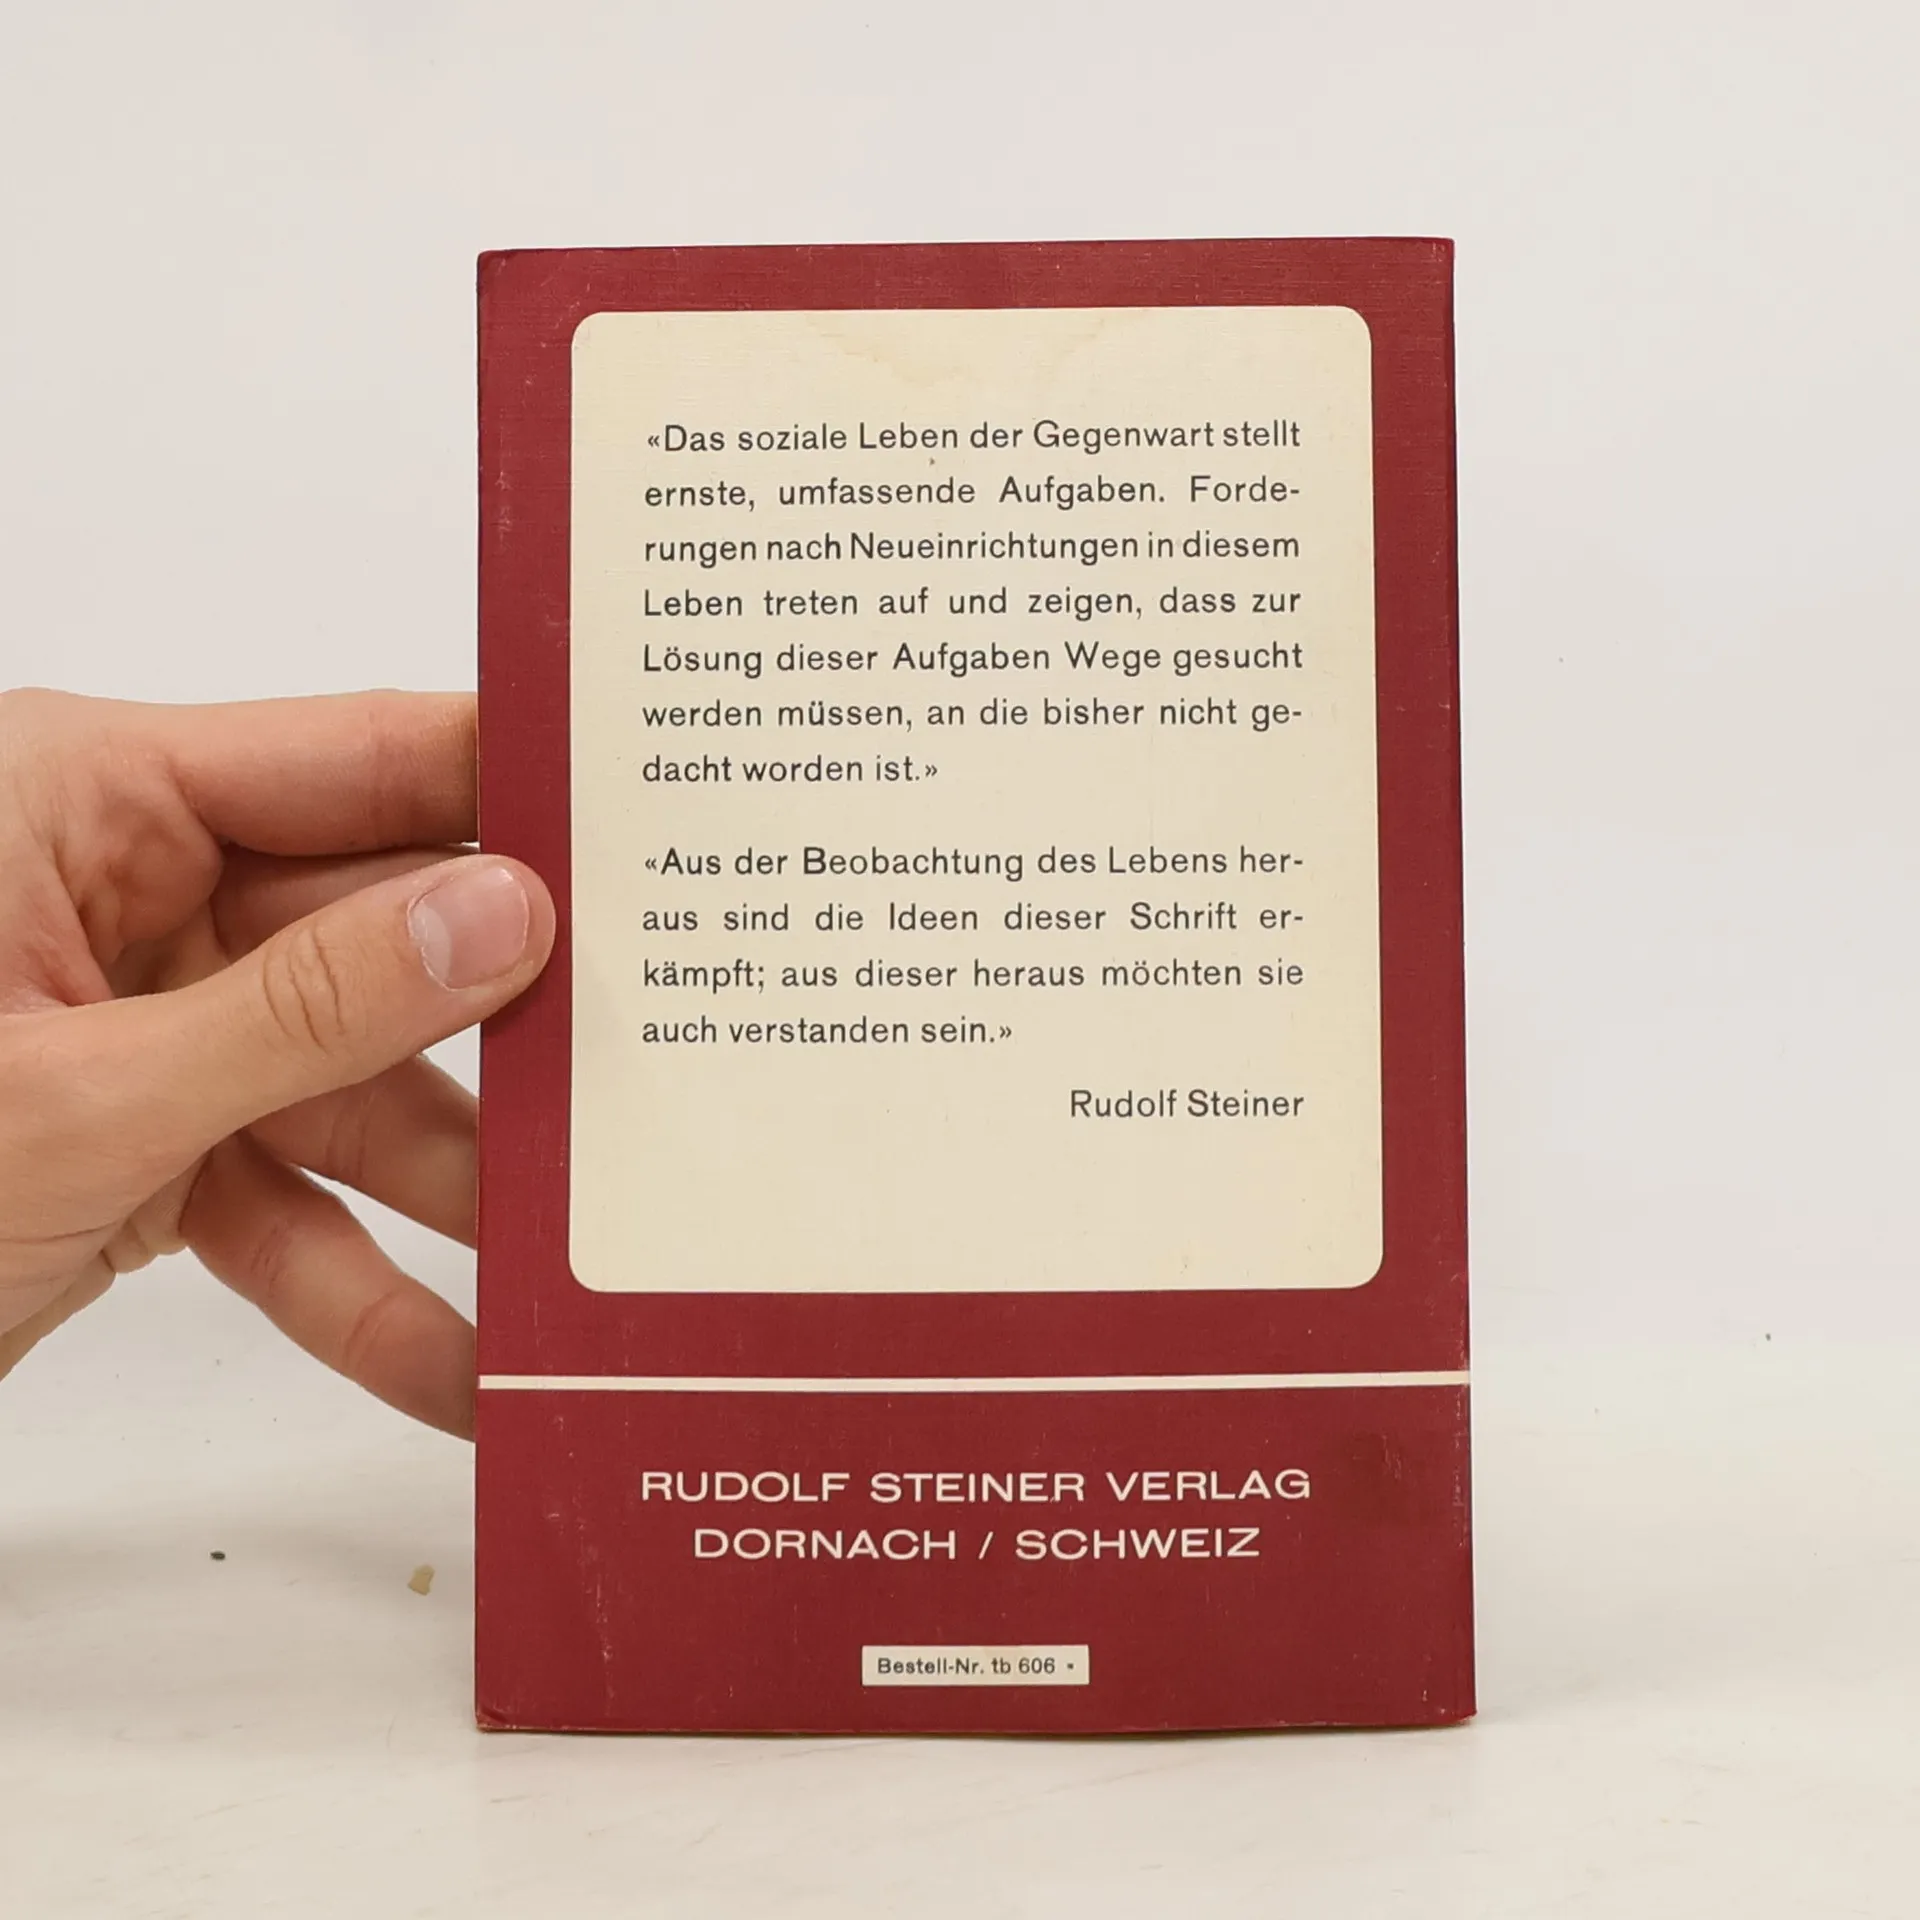 «Das soziale Leben der Gegenwart stellt
ernste, umfassende Aufgaben. Forde-
rungen nach Neueinrichtungen in diesem
Leben treten auf und zeigen, dass zur
Lösung dieser Aufgaben Wege gesucht
werden müssen, an die bisher nicht ge-
dacht worden ist.»
«Aus der Beobachtung des Lebens her-
aus sind die Ideen dieser Schrift er-
kämpft; aus dieser heraus möchten sie
auch verstanden sein.»
Rudolf Steiner
RUDOLF STEINER VERLAG
DORNACH / SCHWEIZ
Bestell-Nr. tb 606 •